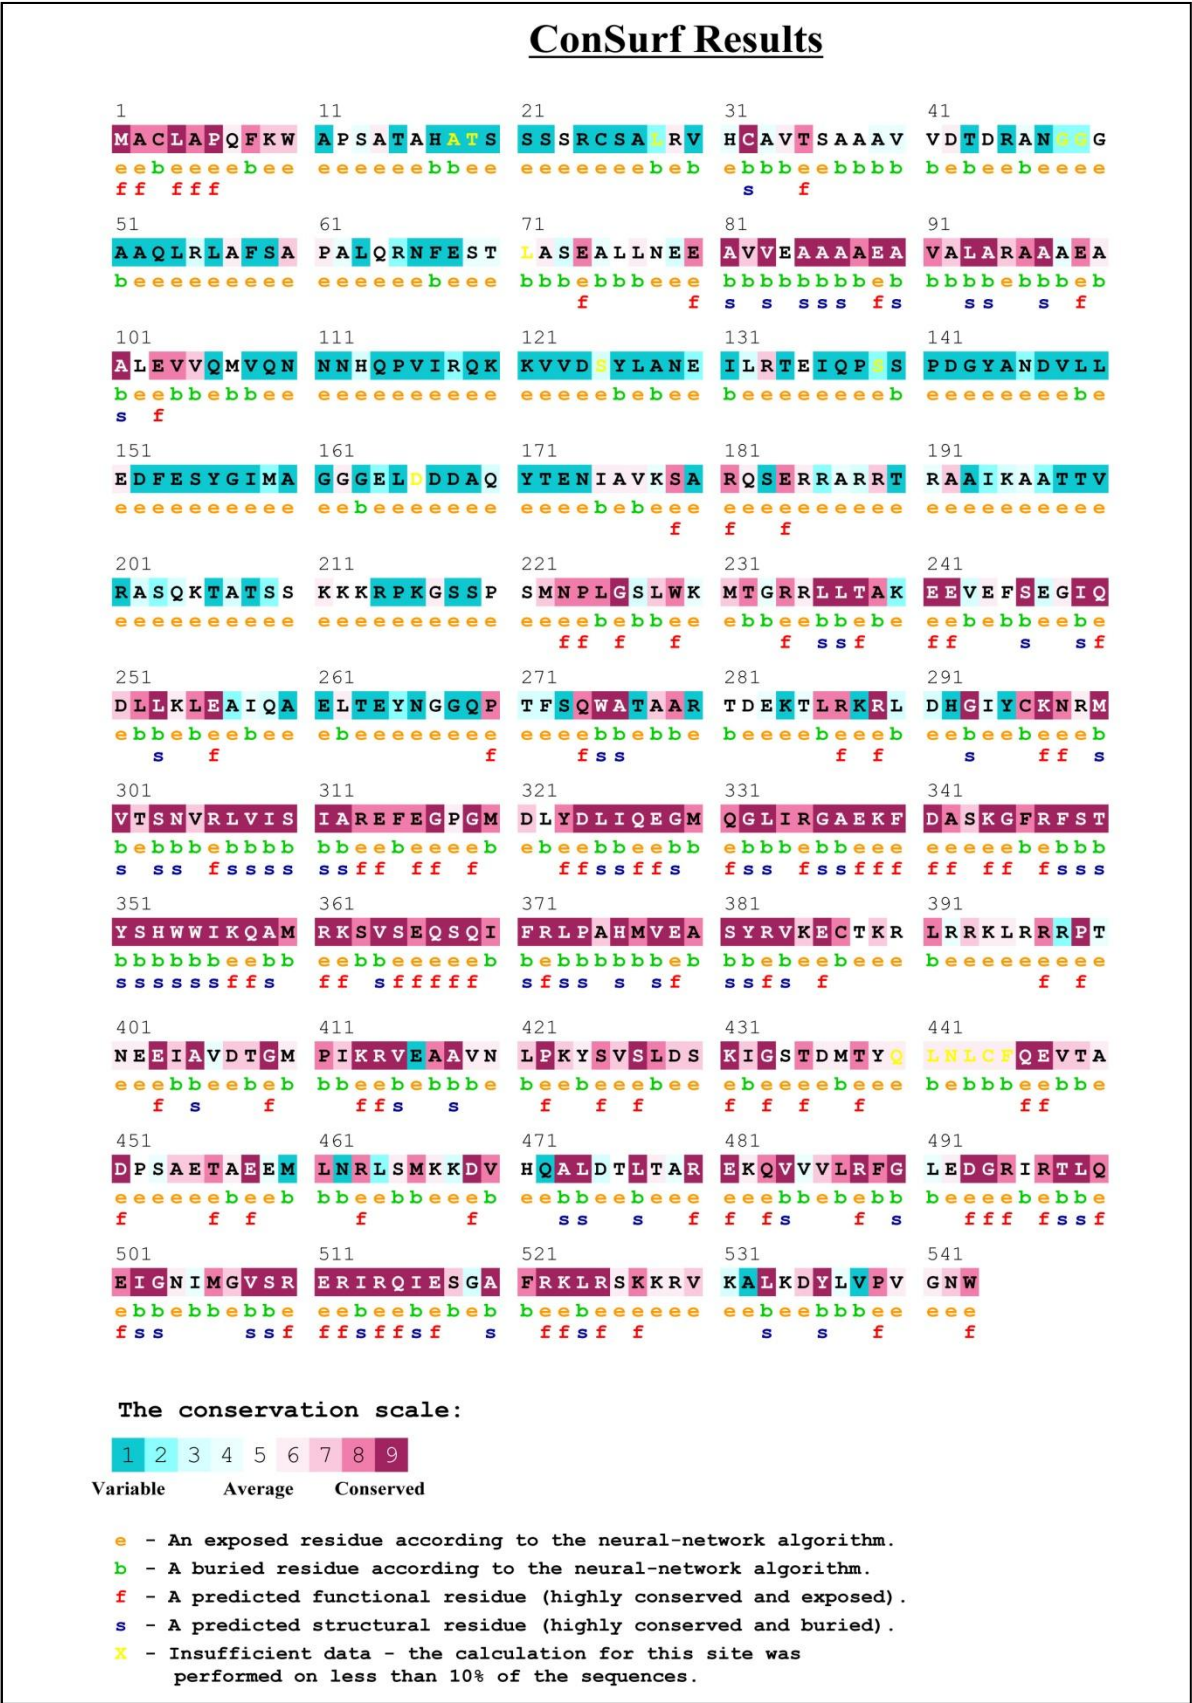 ConSurf Results
1 11 21 31 41
MACLAPQFKW APSATAHATS SSSRCSALRV HCAVTSAAAV VDTDRANGGG
eebeeeebee eeeeeebbee eeeeeeebeb ebbbeebbbb bebeebeeee
ff fff s f
51 61 71 81 91
AAQLRLAFSA PALQRNFEST LASEALLNEE AVVEAAAAEA VALARAAAEA
beeeeeeeee eeeeeebeee bbbebbbeee bbbbbbbbeb bbbbebbbeb
f f s s sss fs ss s f
101 111 121 131 141
ALEVVQMVQN NNHQPVIRQK KVVDSYLANE ILRTEIQPSS PDGYANDVLL
beebbebbee eeeeeeeeee eeeeebebee beeeeeeeeb eeeeeeeebe
s f
151 161 171 181 191
EDFESYGIMA GGGELDDDAQ YTENIAVKSA RQSERRARRT RAAIKAATTV
eeeeeeeeee eebeeeeeee eeeebebeee eeeeeeeeee eeeeeeeeee
f f f
201 211 221 231 241
RASQKTATSS KKKRPKGSSP SMNPLGSLWK MTGRRLLTAK EEVEFSEGIQ
eeeeeeeeee eeeeeeeeee eeeebebbee ebbeebbebe eebebbeebe
ff f f f ssf ff s sf
251 261 271 281 291
DLLKLEAIQA ELTEYNGGQP TFSQWATAAR TDEKTLRKRL DHGIYCKNRM
ebbebeebee ebeeeeeeee eeeebbebbe beeeebeeeb eebeebeeeb
s f f fss f f s ff s
301 311 321 331 341
VTSNVRLVIS IAREFEGPGM DLYDLIQEGM QGLIRGAEKF DASKGFRFST
bebbbebbbb bbeebeeeeb ebeebbeebb ebbbebbeee eeeeebebbb
s ss fssss ssff ff f ffssffs fss fssfff ff ff fsss
351 361 371 381 391
YSHWWIKQAM RKSVSEQSQI FRLPAHMVEA SYRVKECTKR LRRKLRRRPT
bbbbbbeebb eebbeeeeeb bebbbbbbeb bbebeebeee beeeeeeeee
ssssssffs ff sfffff sfss s sf ssfs f f f
401 411 421 431 441
NEEIAVDTGM PIKRVEAAVN LPKYSVSLDS KIGSTDMTYQ LNLCFQEVTA
eeebbeebeb bbeebebbbe beebeeebee ebeeeebeee bebbbeebbe
f s f ffs s f f f f f f f ff
451 461 471 481 491
DPSAETAEEM LNRLSMKKDV HQALDTLTAR EKQVVVLRFG LEDGRIRTLQ
eeeeeebeeb bbeebbeeeb eebbeebeee eeebbebebb beeeebebbe
f f f f f ss s f f fs f s fff fssf
501 511 521 531 541
EIGNIMGVSR ERIRQIESGA FRKLRSKKRV KALKDYLVPV GNW
ebbebbebbe eebeebebeb beebeeeeee eebeebbbee eee
fss ssf ffsffsf s ffsf f s s f f
The conservation scale:
1 2 3 4 5 6 7 8 9
Variable Average Conserved
e - An exposed residue according to the neural-network algorithm.
b - A buried residue according to the neural-network algorithm.
f - A predicted functional residue (highly conserved and exposed).
s - A predicted structural residue (highly conserved and buried).
X - Insufficient data - the calculation for this site was
performed on less than 10% of the sequences.